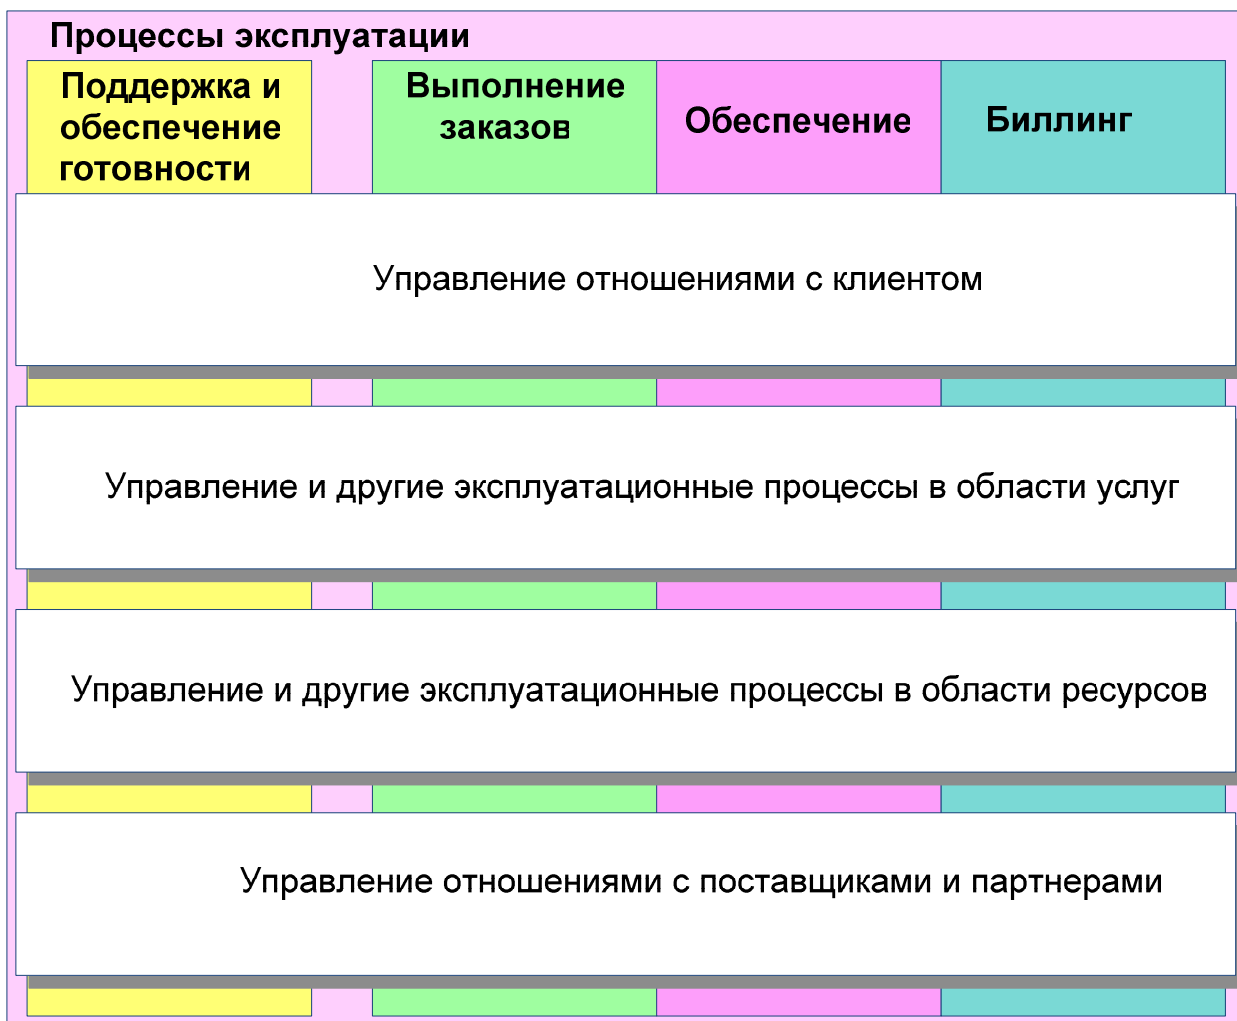 Процессы эксплуатации
Поддержка и
обеспечение
готовности
Выполнение
заказов
Обеспечение
Биллинг
Управление отношениями с клиентом
Управление и другие эксплуатационные процессы в области услуг
Управление и другие эксплуатационные процессы в области ресурсов
Управление отношениями с поставщиками и партнерами